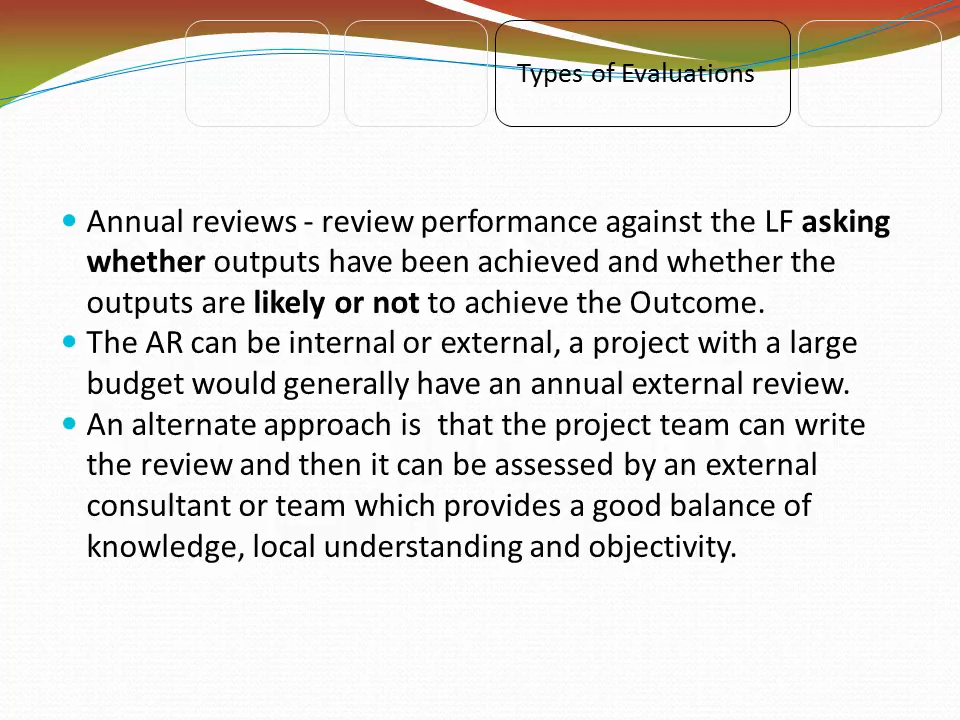 Types of Evaluations
Annual reviews - review performance against the LF asking
whether outputs have been achieved and whether the
outputs are likely or not to achieve the Outcome.
The AR can be internal or external, a project with a large
budget would generally have an annual external review.
An alternate approach is  that the project team can write
the review and then it can be assessed by an external
consultant or team which provides a good balance of
knowledge, local understanding and objectivity.